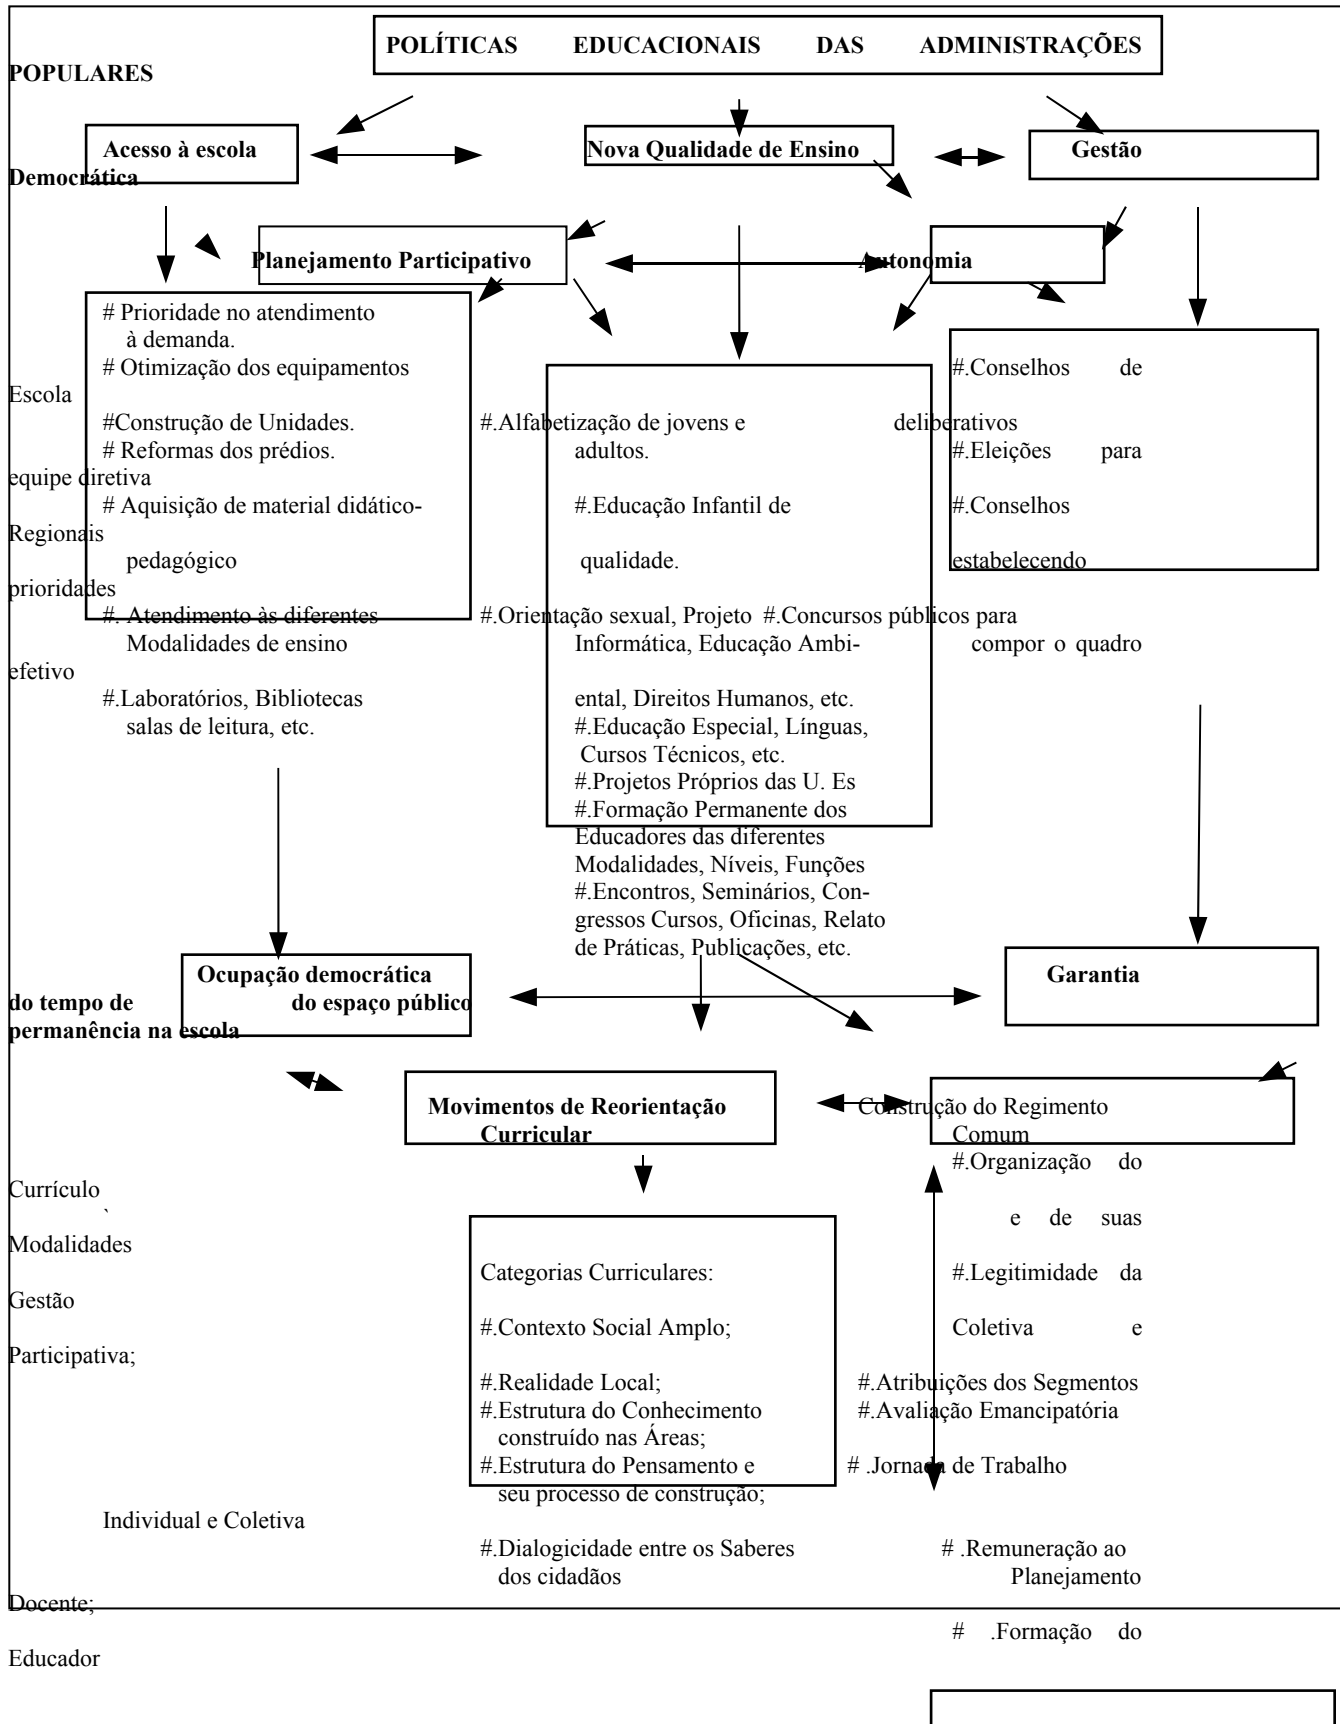 POLÍTICAS EDUCACIONAIS DAS ADMINISTRAÇÕES
POPULARES
Acesso à escola Nova Qualidade de Ensino Gestão
Democrática
Planejamento Participativo Autonomia
# Prioridade no atendimento
à demanda.
# Otimização dos equipamentos #.Conselhos de
Escola
#Construção de Unidades. #.Alfabetização de jovens e deliberativos
# Reformas dos prédios. adultos. #.Eleições para
equipe diretiva
# Aquisição de material didático- #.Educação Infantil de #.Conselhos
Regionais
pedagógico qualidade. estabelecendo
prioridades
#. Atendimento às diferentes #.Orientação sexual, Projeto #.Concursos públicos para
Modalidades de ensino Informática, Educação Ambi- compor o quadro
efetivo
#.Laboratórios, Bibliotecas ental, Direitos Humanos, etc.
salas de leitura, etc. #.Educação Especial, Línguas,
Cursos Técnicos, etc.
#.Projetos Próprios das U. Es
#.Formação Permanente dos
Educadores das diferentes
Modalidades, Níveis, Funções
#.Encontros, Seminários, Con-
gressos Cursos, Oficinas, Relato
de Práticas, Publicações, etc.
Ocupação democrática Garantia
do tempo de do espaço público
permanência na escola
Movimentos de Reorientação Construção do Regimento
Curricular Comum
#.Organização do
Currículo
` e de suas
Modalidades
Categorias Curriculares: #.Legitimidade da
Gestão
#.Contexto Social Amplo; Coletiva e
Participativa;
#.Realidade Local; #.Atribuições dos Segmentos
#.Estrutura do Conhecimento #.Avaliação Emancipatória
construído nas Áreas;
#.Estrutura do Pensamento e # .Jornada de Trabalho
seu processo de construção;
Individual e Coletiva
#.Dialogicidade entre os Saberes # .Remuneração ao
dos cidadãos Planejamento
Docente;
# .Formação do
Educador